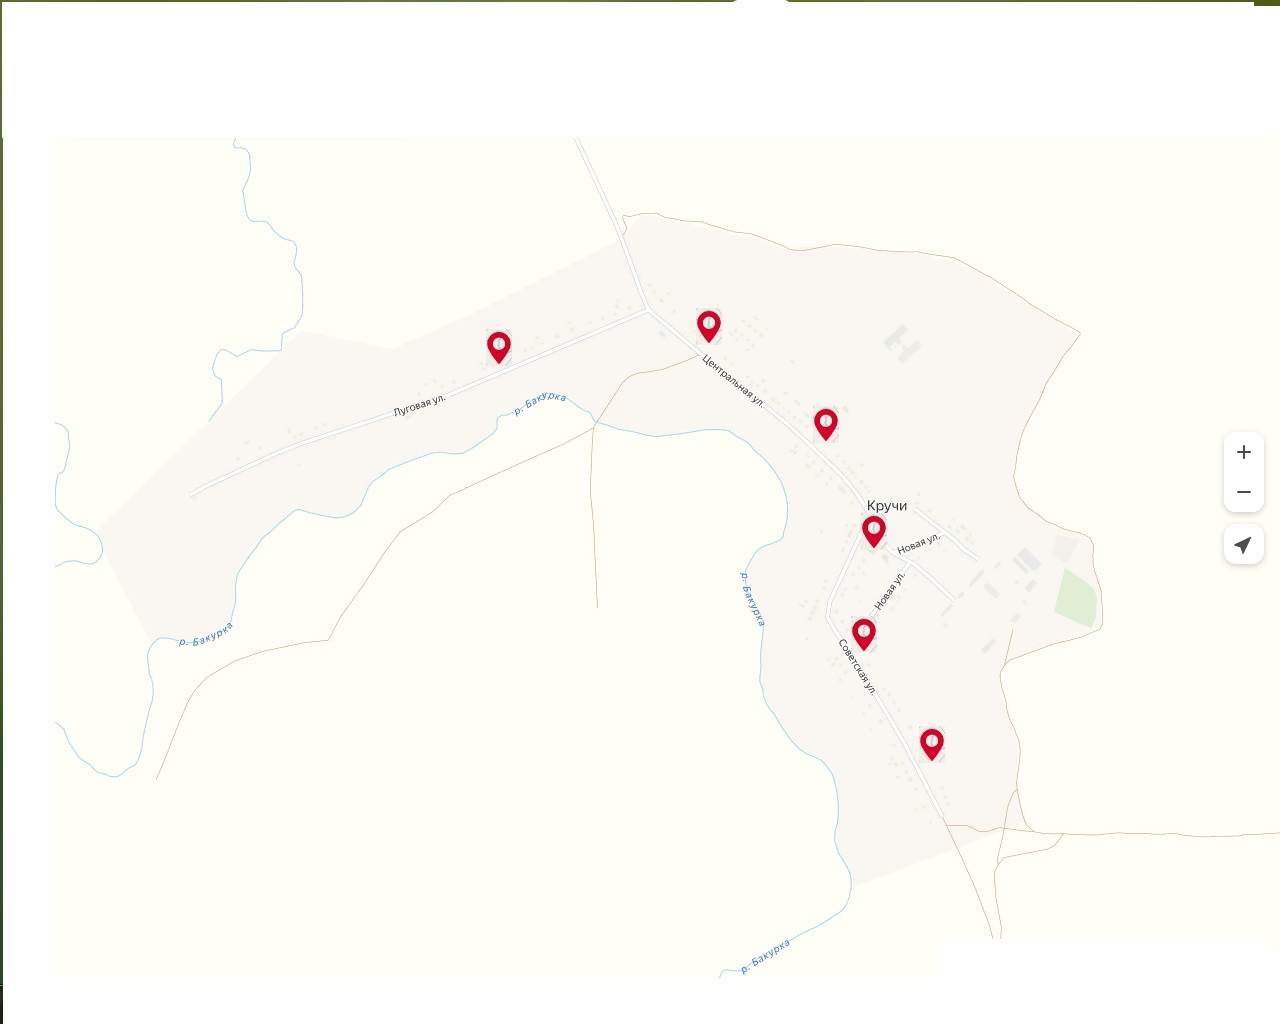 Центральная ул.
Луговая ул.
р. Бакурка
Кручи
Новая ул.
р. Бакурка
Новая ул.
р. Бакурка
Советская ул.
р. Бакурка